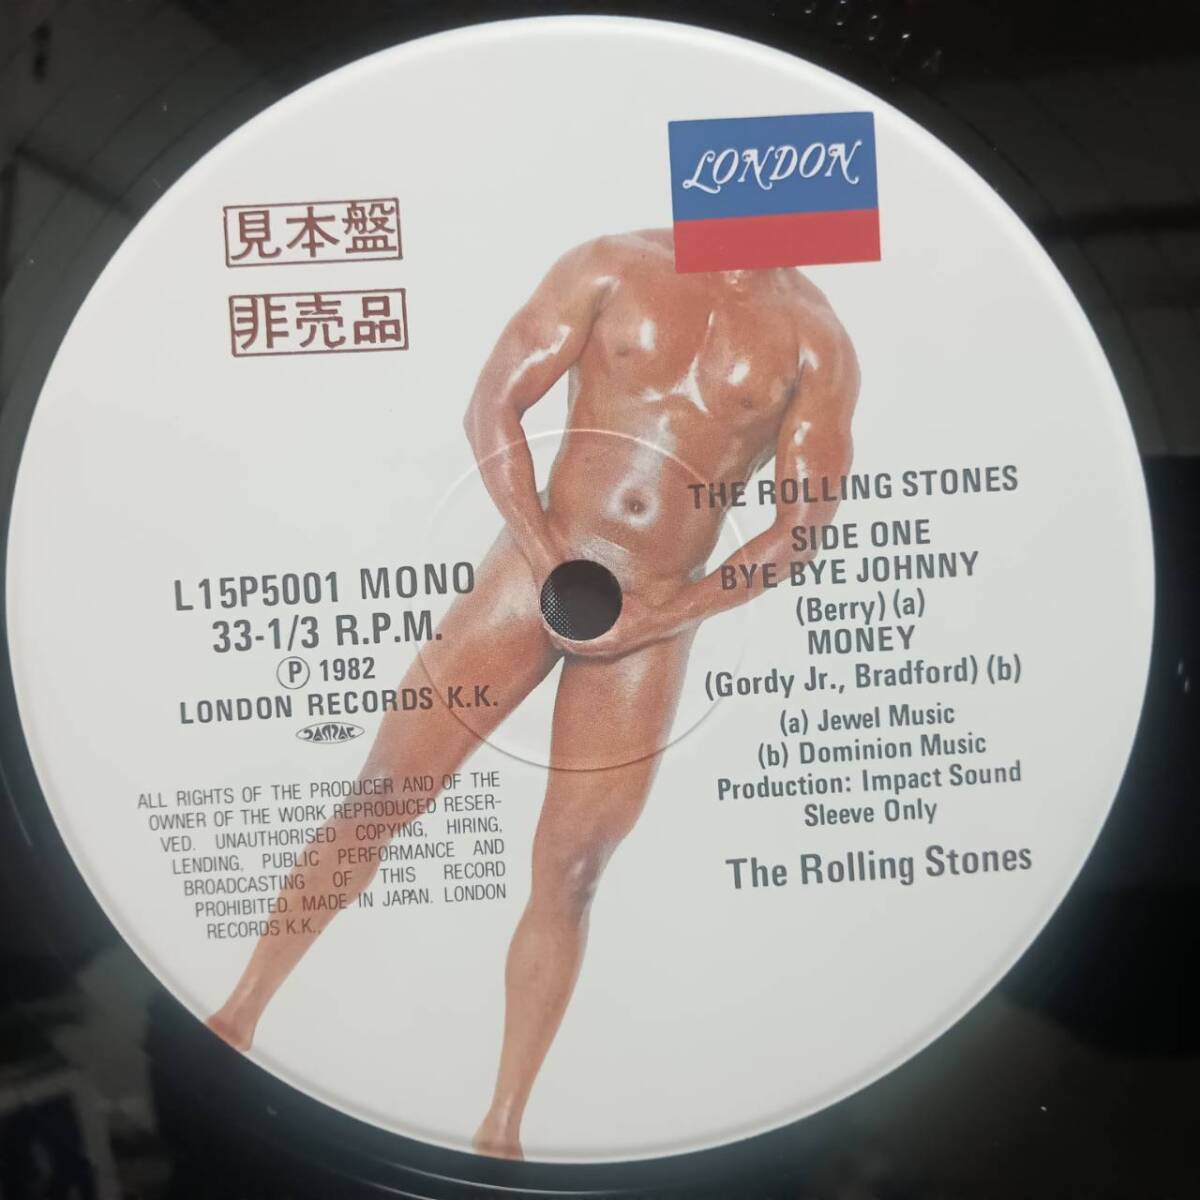 LONDON
見本盤
非売品
THE ROLLING STONES
SIDE ONE
BYE BYE JOHNNY
(Berry) (a)
MONEY
(Gordy Jr., Bradford) (b)
(a) Jewel Music
(b) Dominion Music
Production: Impact Sound
Sleeve Only
The Rolling Stones
L15P5001 MONO
33-1/3 R.P.M.
Ⓟ 1982
LONDON RECORDS K.K.
JASRAC
ALL RIGHTS OF THE PRODUCER AND OF THE
OWNER OF THE WORK REPRODUCED RESER-
VED. UNAUTHORISED COPYING, HIRING,
LENDING, PUBLIC PERFORMANCE AND
BROADCASTING OF THIS RECORD
PROHIBITED. MADE IN JAPAN. LONDON
RECORDS K.K..